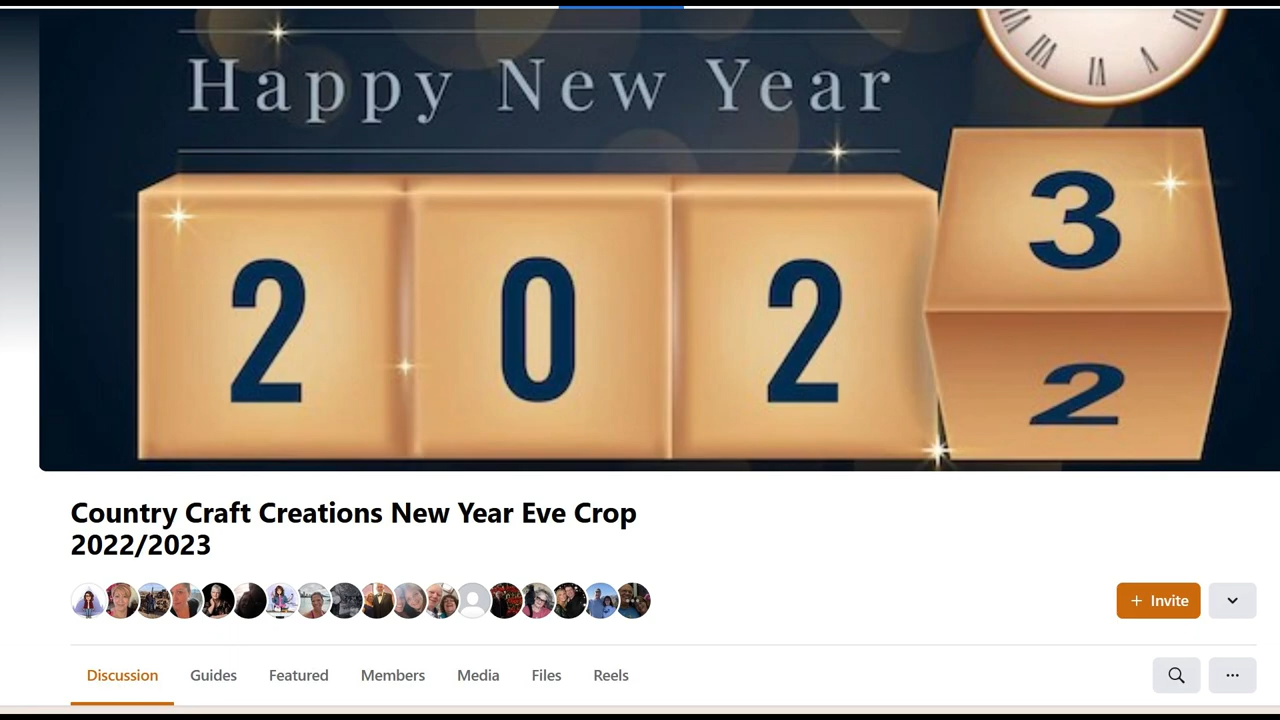 Happy New Year
2 0 2 3
2
Country Craft Creations New Year Eve Crop
2022/2023
+ Invite
Discussion Guides Featured Members Media Files Reels